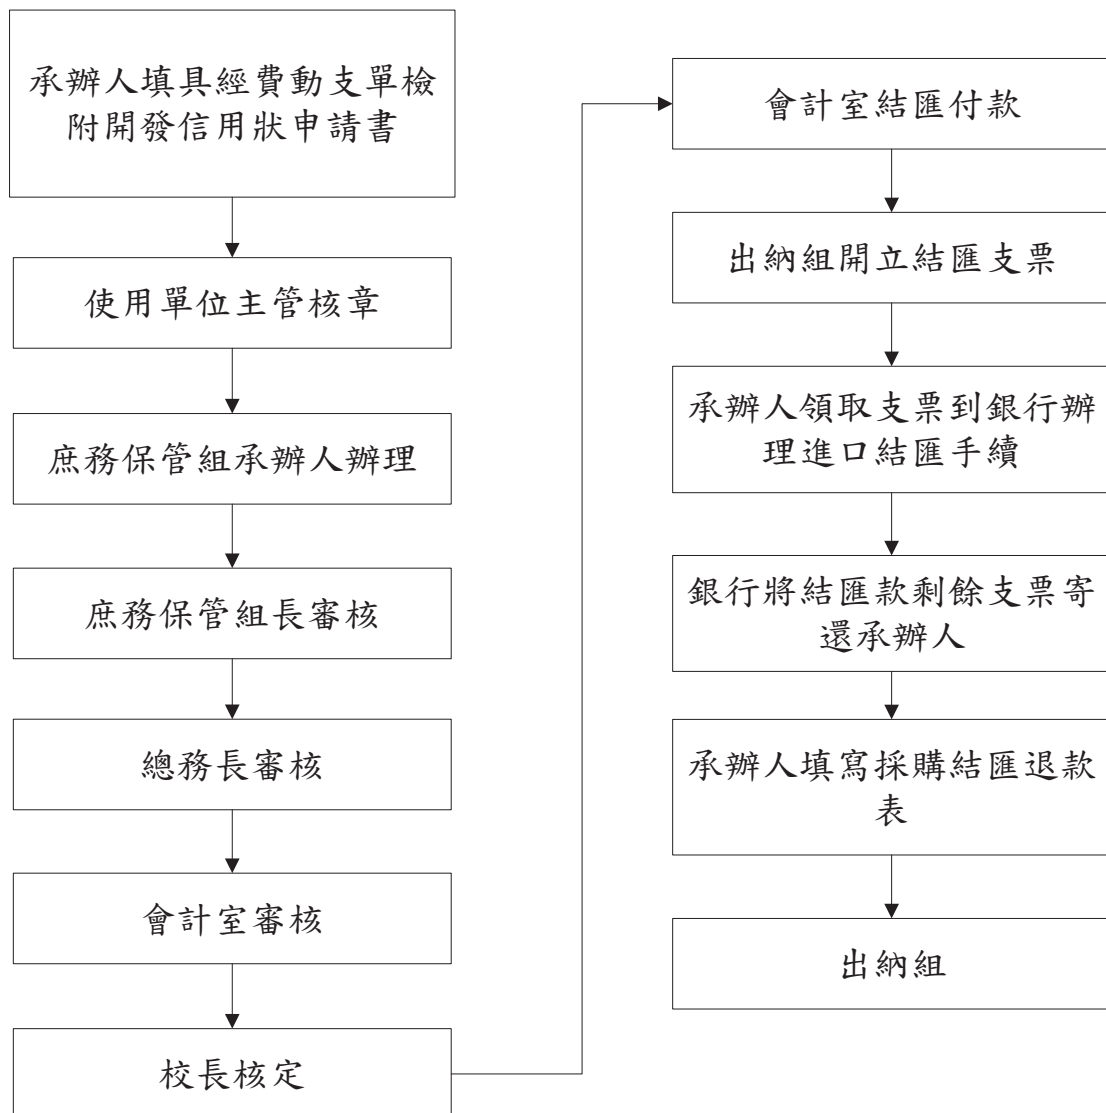 承辦人填具經費動支單檢
附開發信用狀申請書
使用單位主管核章
庶務保管組承辦人辦理
庶務保管組長審核
總務長審核
會計室審核
校長核定
會計室結匯付款
出納組開立結匯支票
承辦人領取支票到銀行辦
理進口結匯手續
銀行將結匯款剩餘支票寄
還承辦人
承辦人填寫採購結匯退款
表
出納組